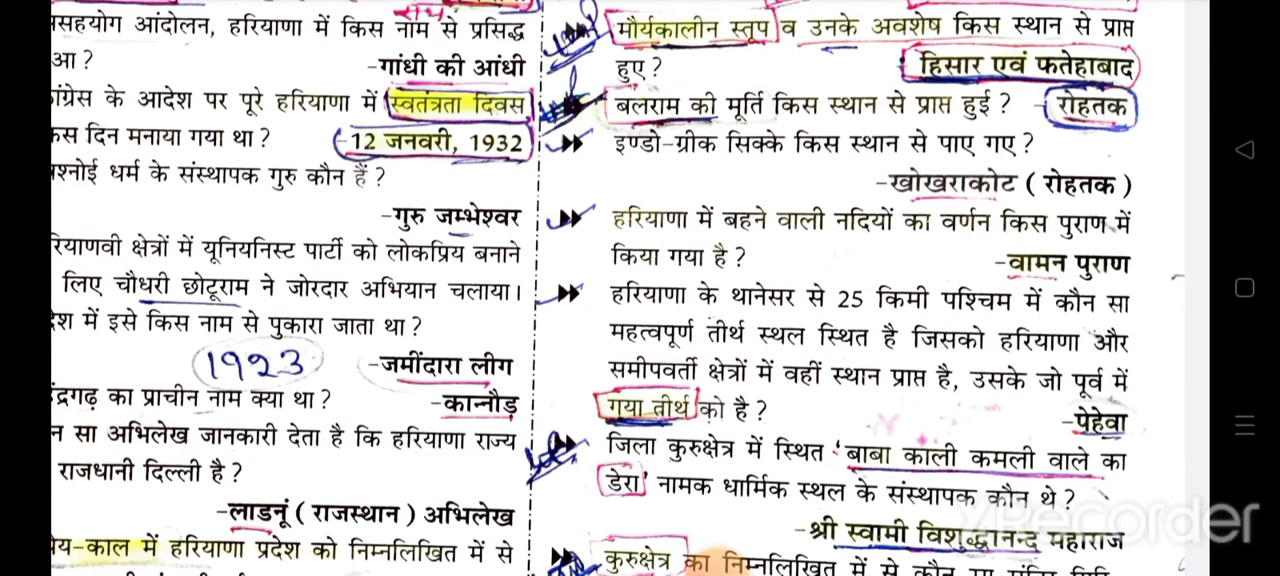 राय
असहयोग आंदोलन, हरियाणा में किस नाम से प्रसिद्ध
आ?
-गांधी की आंधी
कांग्रेस के आदेश पर पूरे हरियाणा में स्वतंत्रता दिवस
कस दिन मनाया गया था?
-12 जनवरी, 1932
श्नोई धर्म के संस्थापक गुरु कौन हैं?
-गुरु जम्भेश्वर
रियाणवी क्षेत्रों में यूनियनिस्ट पार्टी को लोकप्रिय बनाने
लिए चौधरी छोटूराम ने जोरदार अभियान चलाया।
देश में इसे किस नाम से पुकारा जाता था?
1923
-जमींदारा लीग
हेंद्रगढ़ का प्राचीन नाम क्या था?
-कान्नौड़
न सा अभिलेख जानकारी देता है कि हरियाणा राज्य
राजधानी दिल्ली है?
-लाडनूं (राजस्थान) अभिलेख
य-काल में हरियाणा प्रदेश को निम्नलिखित में से
मौर्यकालीन स्तूप व उनके अवशेष किस स्थान से प्राप्त
हुए?
- हिसार एवं फतेहाबाद
बलराम की मूर्ति किस स्थान से प्राप्त हुई? - रोहतक
इण्डो-ग्रीक सिक्के किस स्थान से पाए गए?
-खोखराकोट (रोहतक)
हरियाणा में बहने वाली नदियों का वर्णन किस पुराण में
किया गया है?
-वामन पुराण
हरियाणा के थानेसर से 25 किमी पश्चिम में कौन सा
महत्वपूर्ण तीर्थ स्थल स्थित है जिसको हरियाणा और
समीपवर्ती क्षेत्रों में वहीं स्थान प्राप्त है, उसके जो पूर्व में
गया तीर्थ को है?
-पेहेवा
जिला कुरुक्षेत्र में स्थित 'बाबा काली कमली वाले का
डेरा' नामक धार्मिक स्थल के संस्थापक कौन थे?
-श्री स्वामी विशुद्धानन्द महाराज
कुरुक्षेत्र का निम्नलिखित में से कौन सा
XRecorder